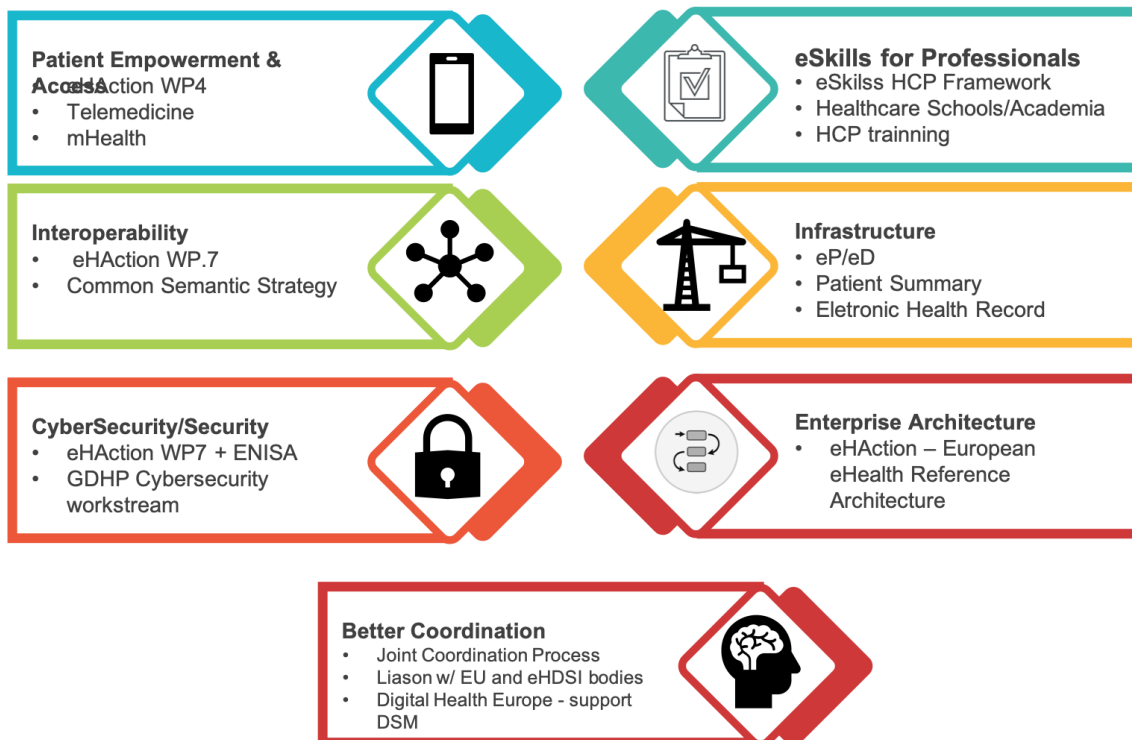 Patient Empowerment &
Access
• eHAction WP4
• Telemedicine
• mHealth
eSkills for Professionals
• eSkilss HCP Framework
• Healthcare Schools/Academia
• HCP trainning
Interoperability
• eHAction WP.7
• Common Semantic Strategy
Infrastructure
• eP/eD
• Patient Summary
• Eletronic Health Record
CyberSecurity/Security
• eHAction WP7 + ENISA
• GDHP Cybersecurity
workstream
Enterprise Architecture
• eHAction – European
eHealth Reference
Architecture
Better Coordination
• Joint Coordination Process
• Liason w/ EU and eHDSI bodies
• Digital Health Europe - support
DSM